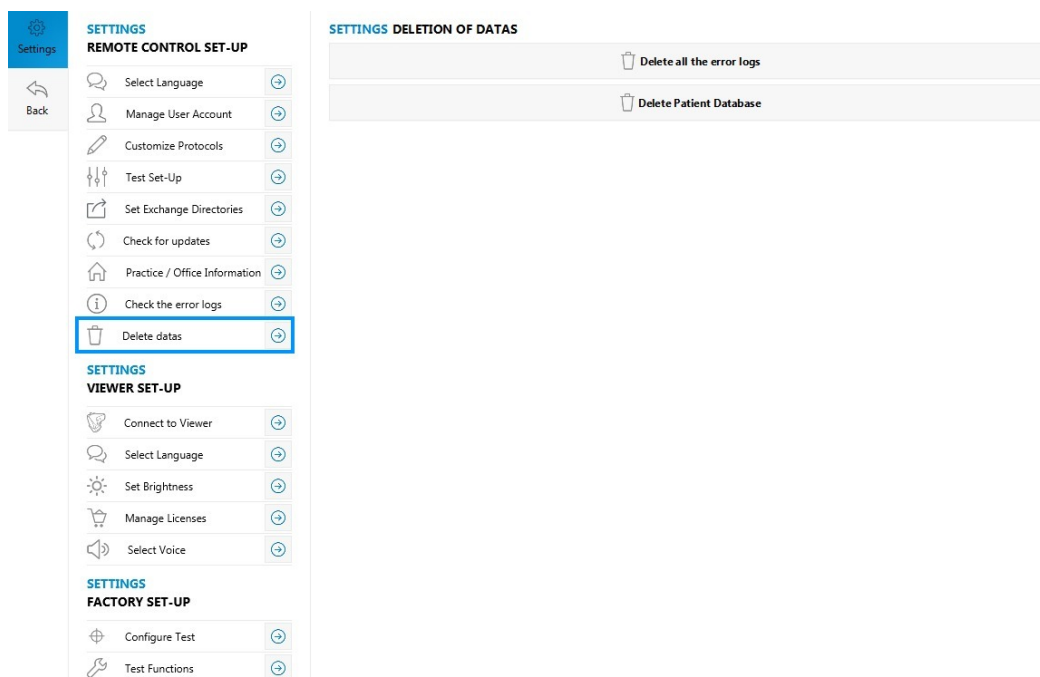 Settings
Back
SETTINGS
REMOTE CONTROL SET-UP
Select Language
Manage User Account
Customize Protocols
Test Set-Up
Set Exchange Directories
Check for updates
Practice / Office Information
Check the error logs
Delete datas
SETTINGS
VIEWER SET-UP
Connect to Viewer
Select Language
Set Brightness
Manage Licenses
Select Voice
SETTINGS
FACTORY SET-UP
Configure Test
Test Functions
SETTINGS DELETION OF DATAS
Delete all the error logs
Delete Patient Database